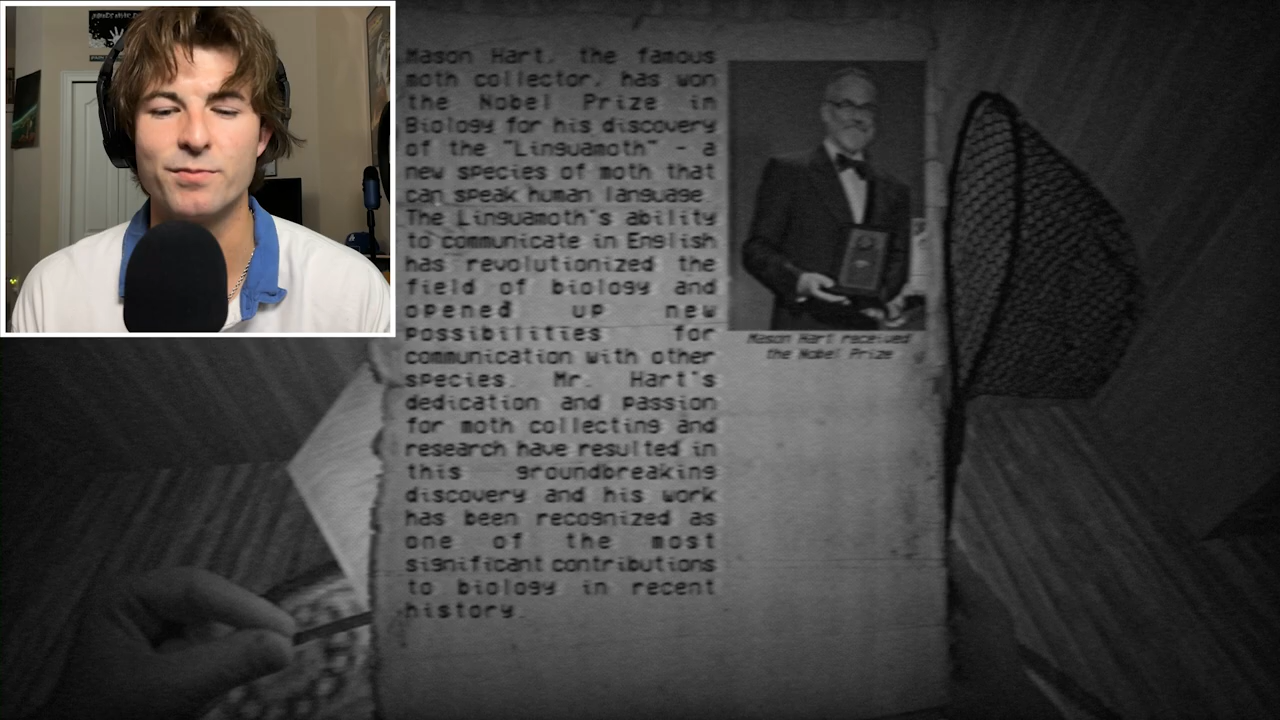 Mason Hart, the famous
moth collector, has won
the Nobel Prize in
Biology for his discovery
of the "Linguamoth" - a
new species of moth that
can speak human language.
The Linguamoth's ability
to communicate in English
has revolutionized the
field of biology and
opened up new
possibilities for
communication with other
species. Mr. Hart's
dedication and passion
for moth collecting and
research have resulted in
this groundbreaking
discovery and his work
has been recognized as
one of the most
significant contributions
to biology in recent
history.
Mason Hart received
the Nobel Prize